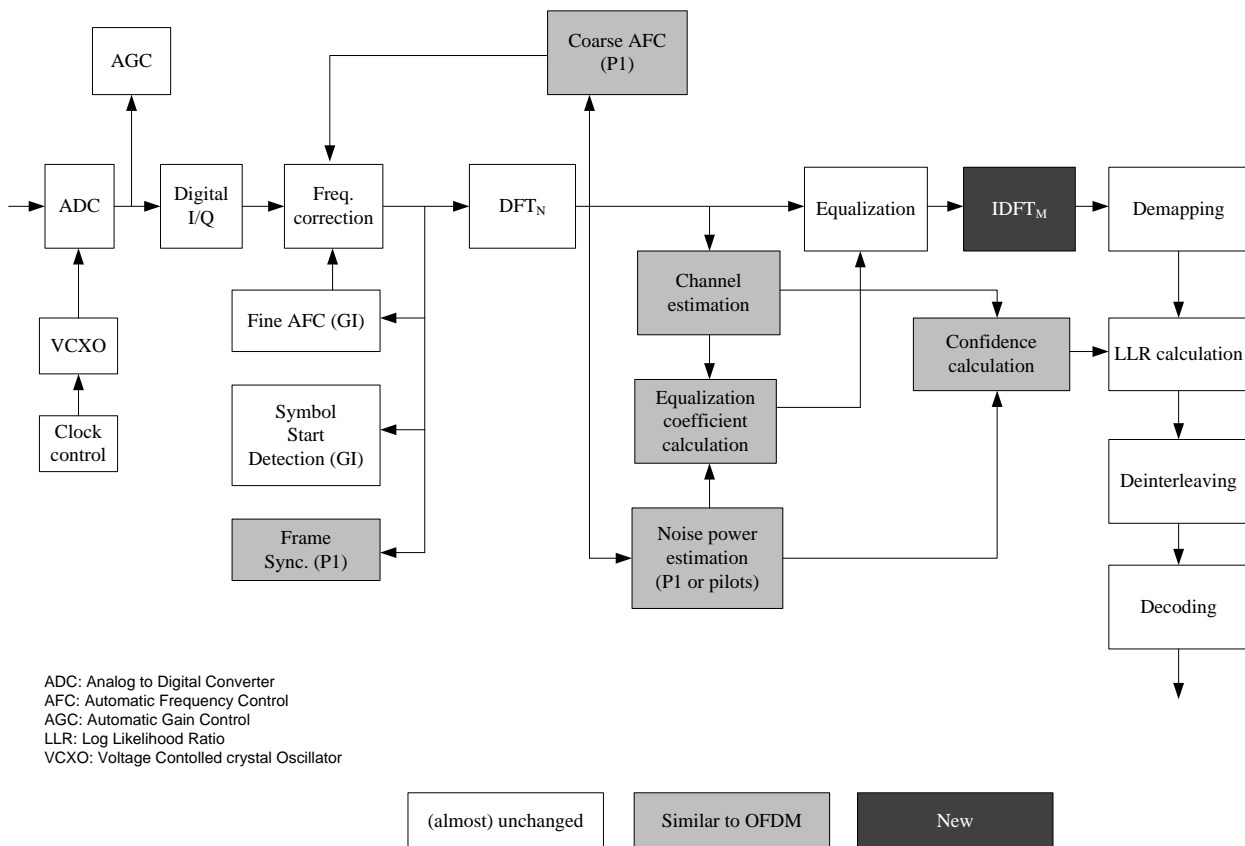 Coarse AFC
(P1)
AGC
ADC
Digital
I/Q
Freq.
correction
DFTN
Equalization
IDFTM
Demapping
Fine AFC (GI)
Channel
estimation
VCXO
Confidence
calculation
LLR calculation
Clock
control
Symbol
Start
Detection (GI)
Equalization
coefficient
calculation
Deinterleaving
Frame
Sync. (P1)
Noise power
estimation
(P1 or pilots)
Decoding
ADC: Analog to Digital Converter
AFC: Automatic Frequency Control
AGC: Automatic Gain Control
LLR: Log Likelihood Ratio
VCXO: Voltage Contolled crystal Oscillator
(almost) unchanged
Similar to OFDM
New